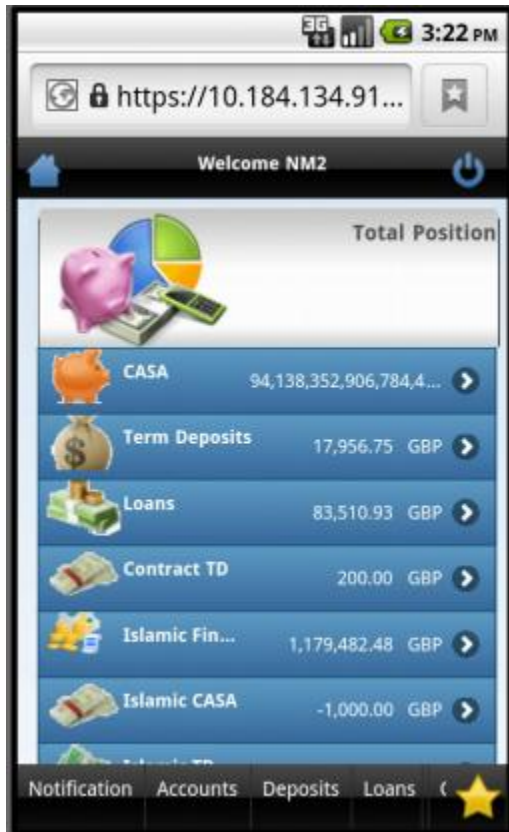 3G 3:22 PM
https://10.184.134.91...
Welcome NM2
Total Position
CASA 94,138,352,906,784,4...
Term Deposits 17,956.75 GBP
Loans 83,510.93 GBP
Contract TD 200.00 GBP
Islamic Fin... 1,179,482.48 GBP
Islamic CASA -1,000.00 GBP
Notification Accounts Deposits Loans